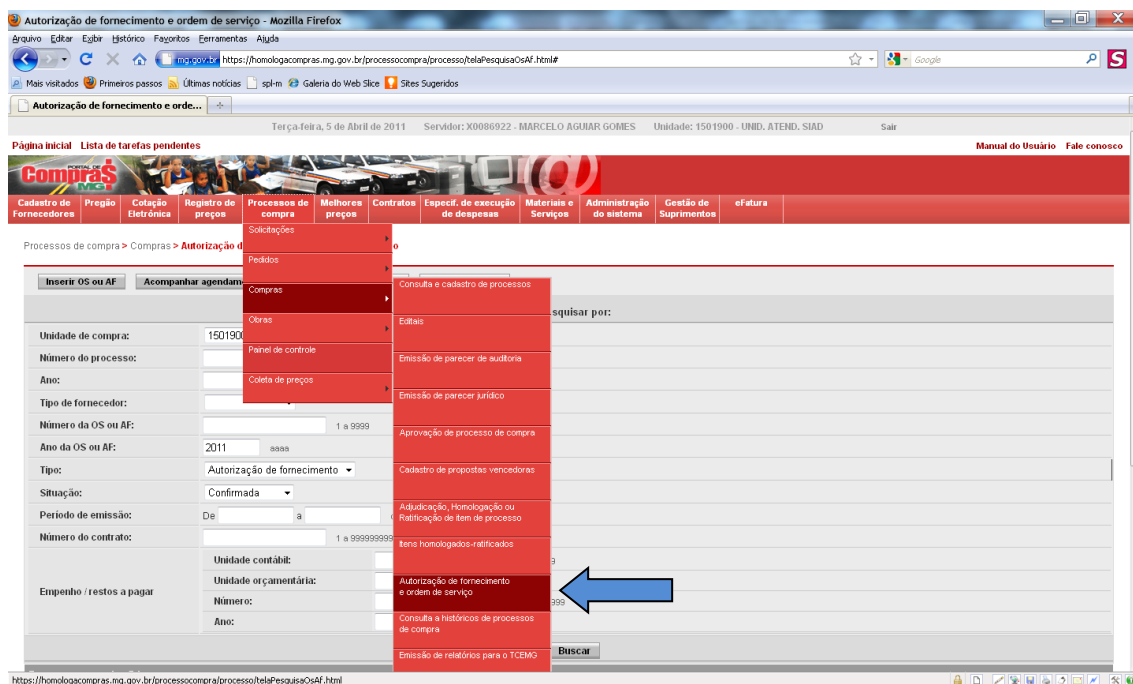 Autorização de fornecimento e ordem de serviço - Mozilla Firefox
Arquivo Editar Exibir Histórico Favoritos Ferramentas Ajuda
mg.gov.br https://homologacompras.mg.gov.br/processocompra/processo/telaPesquisaOsAf.html#
Google
Mais visitados Primeiros passos Últimas notícias spl-m Galeria do Web Slice Sites Sugeridos
Autorização de fornecimento e orde...
Terça-feira, 5 de Abril de 2011 Servidor: X0086922 - MARCELO AGUIAR GOMES Unidade: 1501900 - UNID. ATEND. SIAD Sair
Página inicial Lista de tarefas pendentes Manual do Usuário Fale conosco
PORTAL DE
Compras
MG
Cadastro de Fornecedores
Pregão
Cotação Eletrônica
Registro de preços
Processos de compra
Melhores preços
Contratos
Especif. de execução de despesas
Materiais e Serviços
Administração do sistema
Gestão de Suprimentos
eFatura
Solicitações
Pedidos
Compras
Obras
Painel de controle
Coleta de preços
Processos de compra > Compras > Autorização d
o
Inserir OS ou AF
Acompanhar agendam
squisar por:
Consulta e cadastro de processos
Editais
Emissão de parecer de auditoria
Emissão de parecer jurídico
Aprovação de processo de compra
Cadastro de propostas vencedoras
Adjudicação, Homologação ou
Ratificação de item de processo
Itens homologados-ratificados
Autorização de fornecimento
e ordem de serviço
Consulta a históricos de processos
de compra
Emissão de relatórios para o TCEMG
Unidade de compra: 150190
Número do processo:
Ano:
Tipo de fornecedor:
Número da OS ou AF: 1 a 9999
Ano da OS ou AF: 2011 aaaa
Tipo: Autorização de fornecimento
Situação: Confirmada
Período de emissão: De a
Número do contrato: 1 a 999999999
Empenho / restos a pagar
Unidade contábil: 9
Unidade orçamentária:
Número: 999
Ano:
Buscar
https://homologacompras.mg.gov.br/processocompra/processo/telaPesquisaOsAf.html